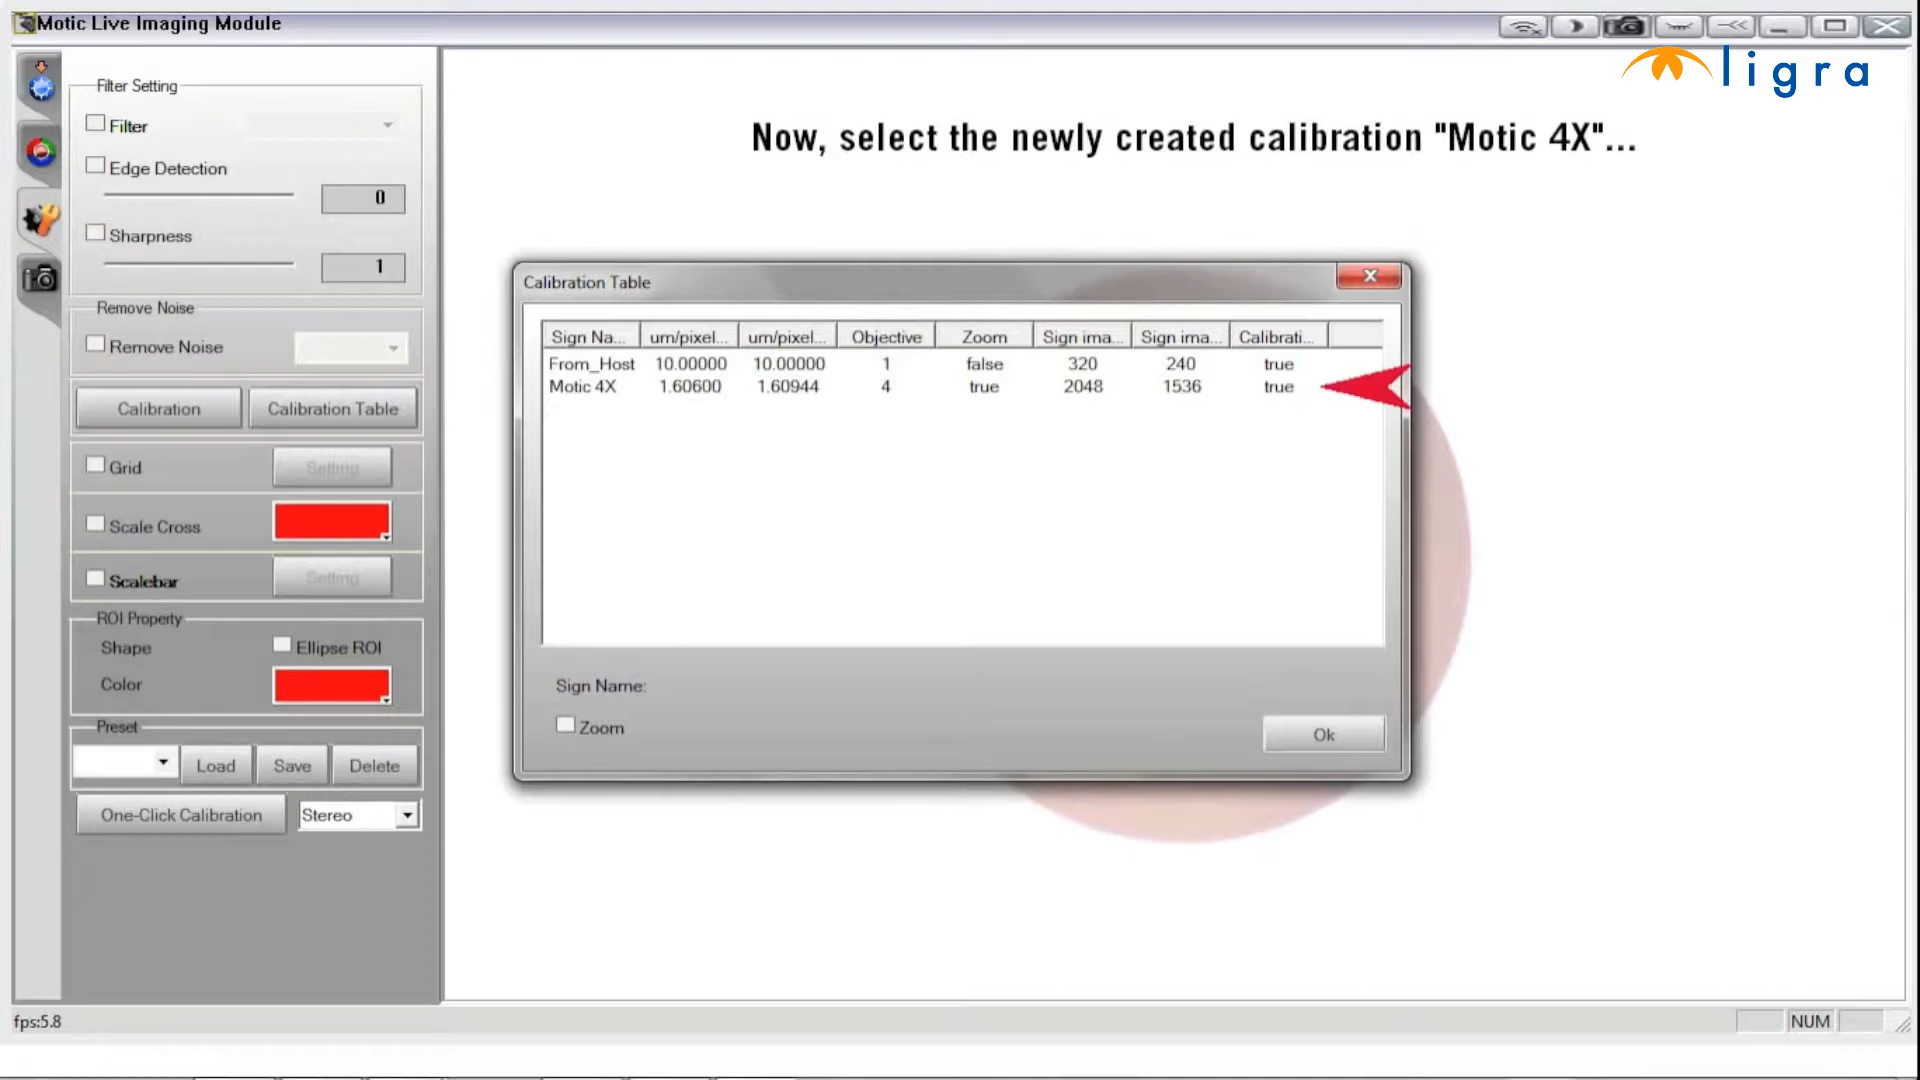 Motic Live Imaging Module
ligra
Now, select the newly created calibration "Motic 4X"...
Filter Setting
Filter
Edge Detection
0
Sharpness
1
Remove Noise
Remove Noise
Calibration
Calibration Table
Grid
Setting
Scale Cross
Scalebar
Setting
ROI Property
Shape
Ellipse ROI
Color
Preset
Load
Save
Delete
One-Click Calibration
Stereo
Calibration Table
Sign Na... um/pixel... um/pixel... Objective Zoom Sign ima... Sign ima... Calibrati...
From_Host 10.00000 10.00000 1 false 320 240 true
Motic 4X 1.60600 1.60944 4 true 2048 1536 true
Sign Name:
Zoom
Ok
fps:5.8
NUM